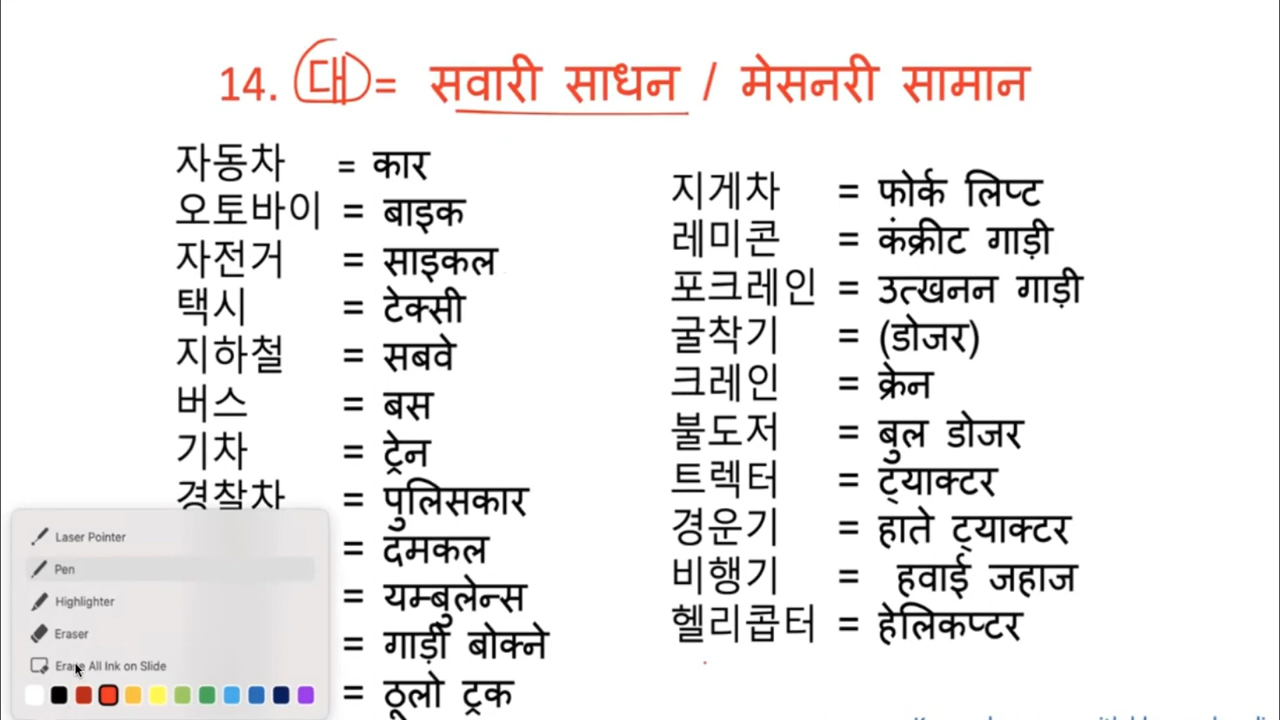 14. 대 = सवारी साधन / मेसनरी सामान
자동차 = कार
오토바이 = बाइक
자전거 = साइकल
택시 = टेक्सी
지하철 = सबवे
버스 = बस
기차 = ट्रेन
경찰차 = पुलिसकार
= दमकल
= यम्बुलेन्स
= गाडी बोक्ने
= ठूलो ट्रक
지게차 = फोर्क लिप्ट
레미콘 = कंक्रीट गाड़ी
포크레인 = उत्खनन गाड़ी
굴착기 = (डोजर)
크레인 = क्रेन
불도저 = बुल डोजर
트렉터 = ट्याक्टर
경운기 = हाते ट्याक्टर
비행기 = हवाई जहाज
헬리콥터 = हेलिकप्टर
Laser Pointer
Pen
Highlighter
Eraser
Erase All Ink on Slide